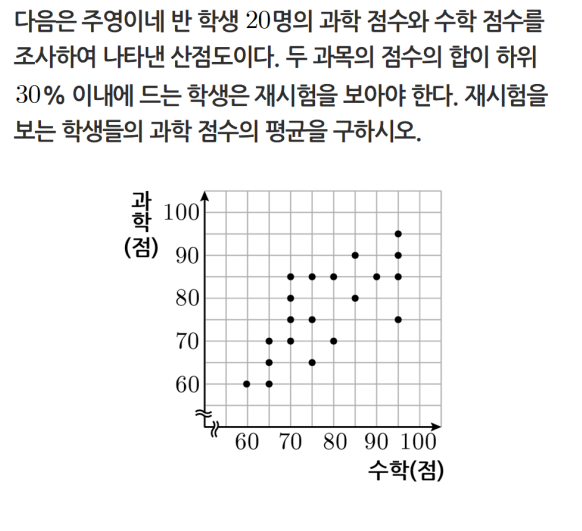 다음은 주영이네 반 학생 20명의 과학 점수와 수학 점수를
조사하여 나타낸 산점도이다. 두 과목의 점수의 합이 하위
30% 이내에 드는 학생은 재시험을 보아야 한다. 재시험을
보는 학생들의 과학 점수의 평균을 구하시오.
과학(점)
100
90
80
70
60
60 70 80 90 100
수학(점)